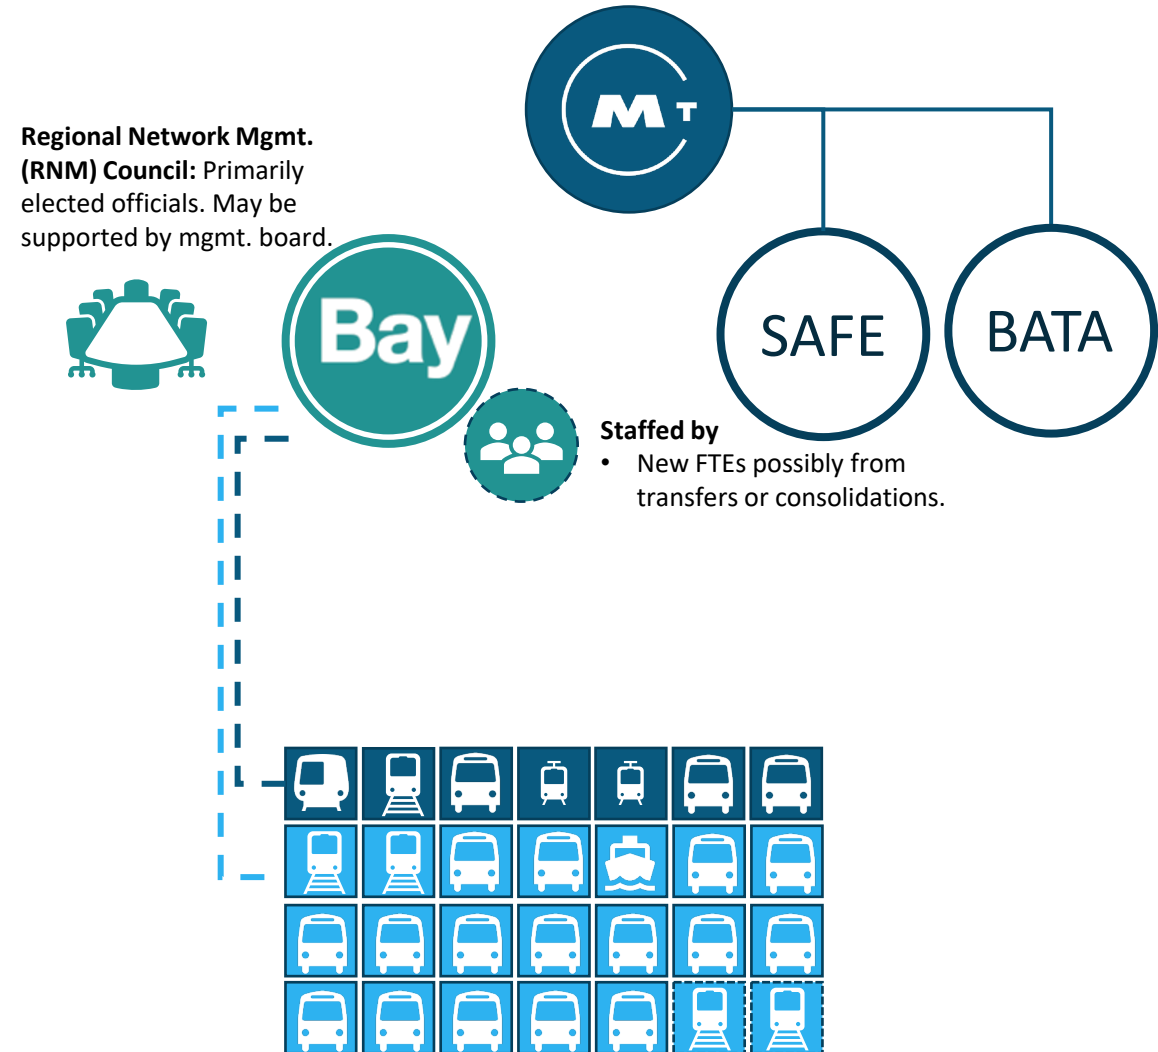 M T
Regional Network Mgmt.
(RNM) Council: Primarily
elected officials. May be
supported by mgmt. board.
Bay
SAFE
BATA
Staffed by
• New FTEs possibly from
transfers or consolidations.